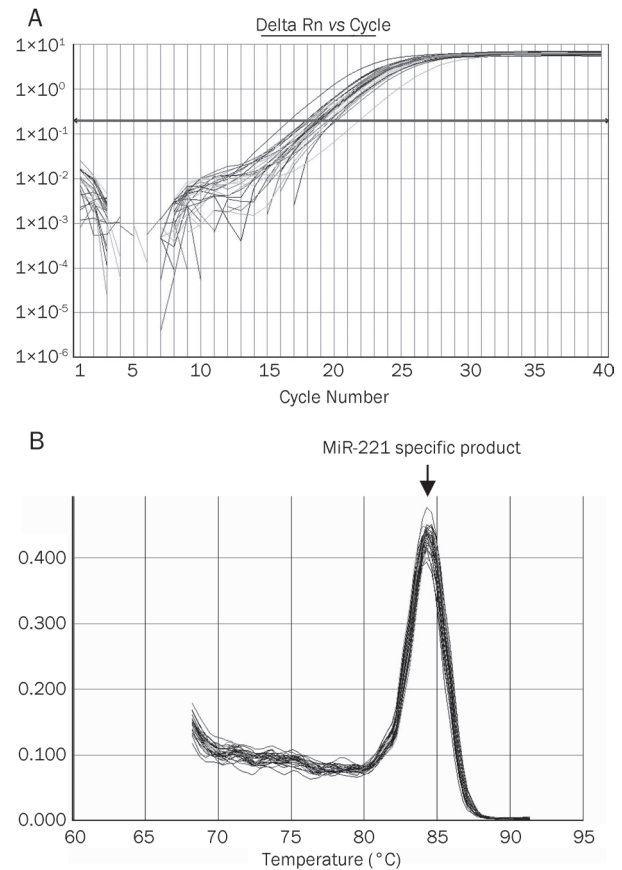 A
Delta Rn vs Cycle
1×10¹
1×10⁰
1×10⁻¹
1×10⁻²
1×10⁻³
1×10⁻⁴
1×10⁻⁵
1×10⁻⁶
1 5 10 15 20 25 30 35 40
Cycle Number
B
MiR-221 specific product
0.400
0.300
0.200
0.100
0.000
60 65 70 75 80 85 90 95
Temperature (°C)